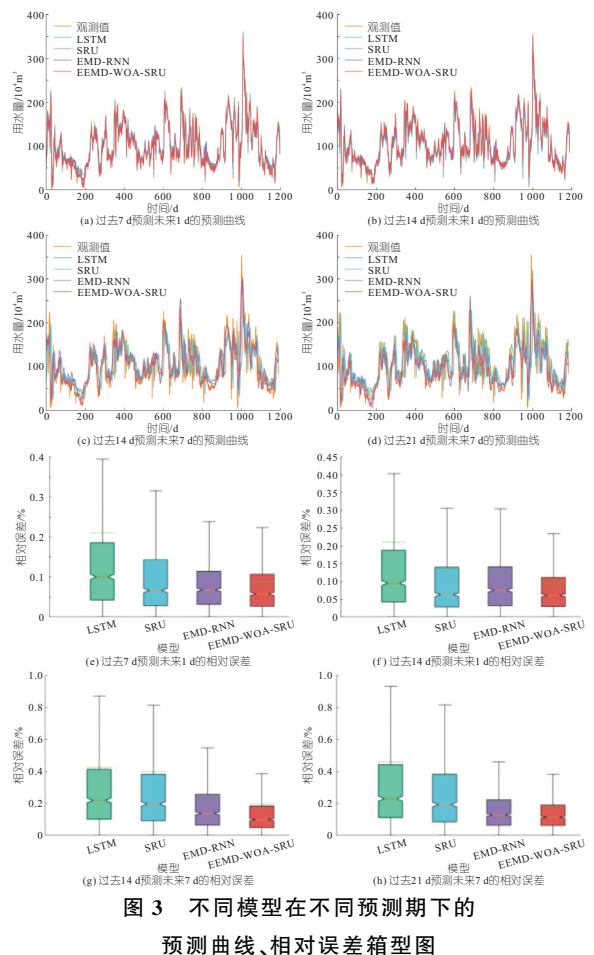 400
350
300
200
100
0
用水量/10⁴m³
观测值
LSTM
SRU
EMD-RNN
EEMD-WOA-SRU
0 200 400 600 800 1 000 1 200
时间/d
(a) 过去7 d预测未来1 d的预测曲线
400
300
200
100
0
用水量/10⁴m³
观测值
LSTM
SRU
EMD-RNN
EEMD-WOA-SRU
0 200 400 600 800 1 000 1 200
时间/d
(b) 过去14 d预测未来1 d的预测曲线
400
300
200
100
0
用水量/10⁴m³
观测值
LSTM
SRU
EMD-RNN
EEMD-WOA-SRU
0 200 400 600 800 1 000 1 200
时间/d
(c) 过去14 d预测未来7 d的预测曲线
400
300
200
100
0
用水量/10⁴m³
观测值
LSTM
SRU
EMD-RNN
EEMD-WOA-SRU
0 200 400 600 800 1 000 1 200
时间/d
(d) 过去21 d预测未来7 d的预测曲线
0.4
0.3
0.2
0.1
0
相对误差/%
LSTM SRU EMD-RNN EEMD-WOA-SRU
模型
(e) 过去7 d预测未来1 d的相对误差
0.45
0.40
0.35
0.30
0.25
0.20
0.15
0.10
0.05
0
相对误差/%
LSTM SRU EMD-RNN EEMD-WOA-SRU
模型
(f) 过去14 d预测未来1 d的相对误差
1.0
0.8
0.6
0.4
0.2
0
相对误差/%
LSTM SRU EMD-RNN EEMD-WOA-SRU
模型
(g) 过去14 d预测未来7 d的相对误差
1.0
0.8
0.6
0.4
0.2
0
相对误差/%
LSTM SRU EMD-RNN EEMD-WOA-SRU
模型
(h) 过去21 d预测未来7 d的相对误差
图 3 不同模型在不同预测期下的
预测曲线、相对误差箱型图